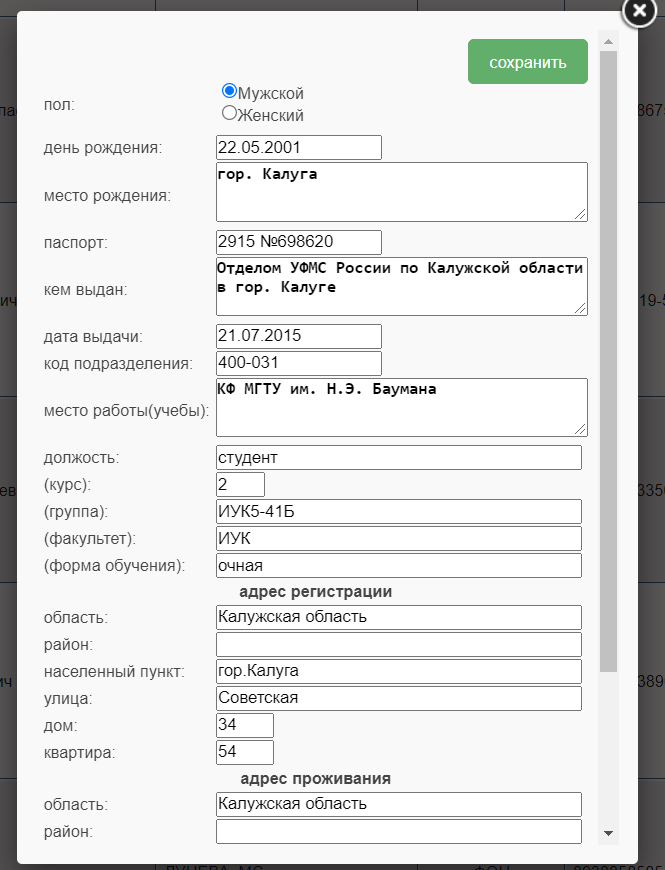 сохранить
пол:
Мужской
Женский
день рождения: 22.05.2001
место рождения: гор. Калуга
паспорт: 2915 №698620
кем выдан: Отделом УФМС России по Калужской области
в гор. Калуге
дата выдачи: 21.07.2015
код подразделения: 400-031
место работы(учебы): КФ МГТУ им. Н.Э. Баумана
должость: студент
(курс): 2
(группа): ИУК5-41Б
(факультет): ИУК
(форма обучения): очная
адрес регистрации
область: Калужская область
район:
населенный пункт: гор.Калуга
улица: Советская
дом: 34
квартира: 54
адрес проживания
область: Калужская область
район: